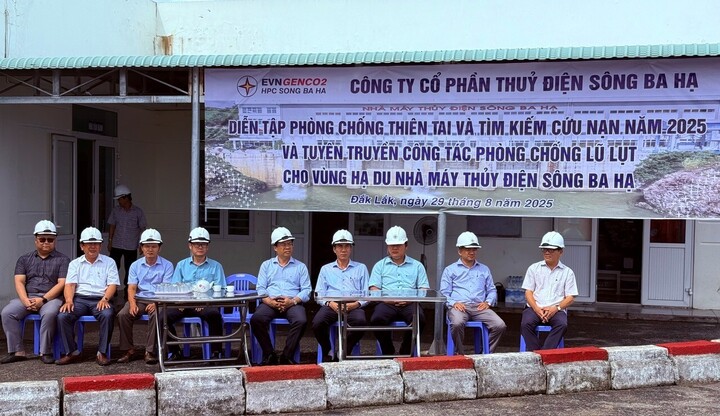 EVNGENCO2
HPC SONG BA HA
CÔNG TY CỔ PHẦN THUỶ ĐIỆN SÔNG BA HẠ
NHÀ MÁY THỦY ĐIỆN SÔNG BA HẠ
DIỄN TẬP PHÒNG CHỐNG THIÊN TAI VÀ TÌM KIẾM CỨU NẠN NĂM 2025
VÀ TUYÊN TRUYỀN CÔNG TÁC PHÒNG CHỐNG LŨ LỤT
CHO VÙNG HẠ DU NHÀ MÁY THỦY ĐIỆN SÔNG BA HẠ
Đắk Lắk, ngày 29 tháng 8 năm 2025